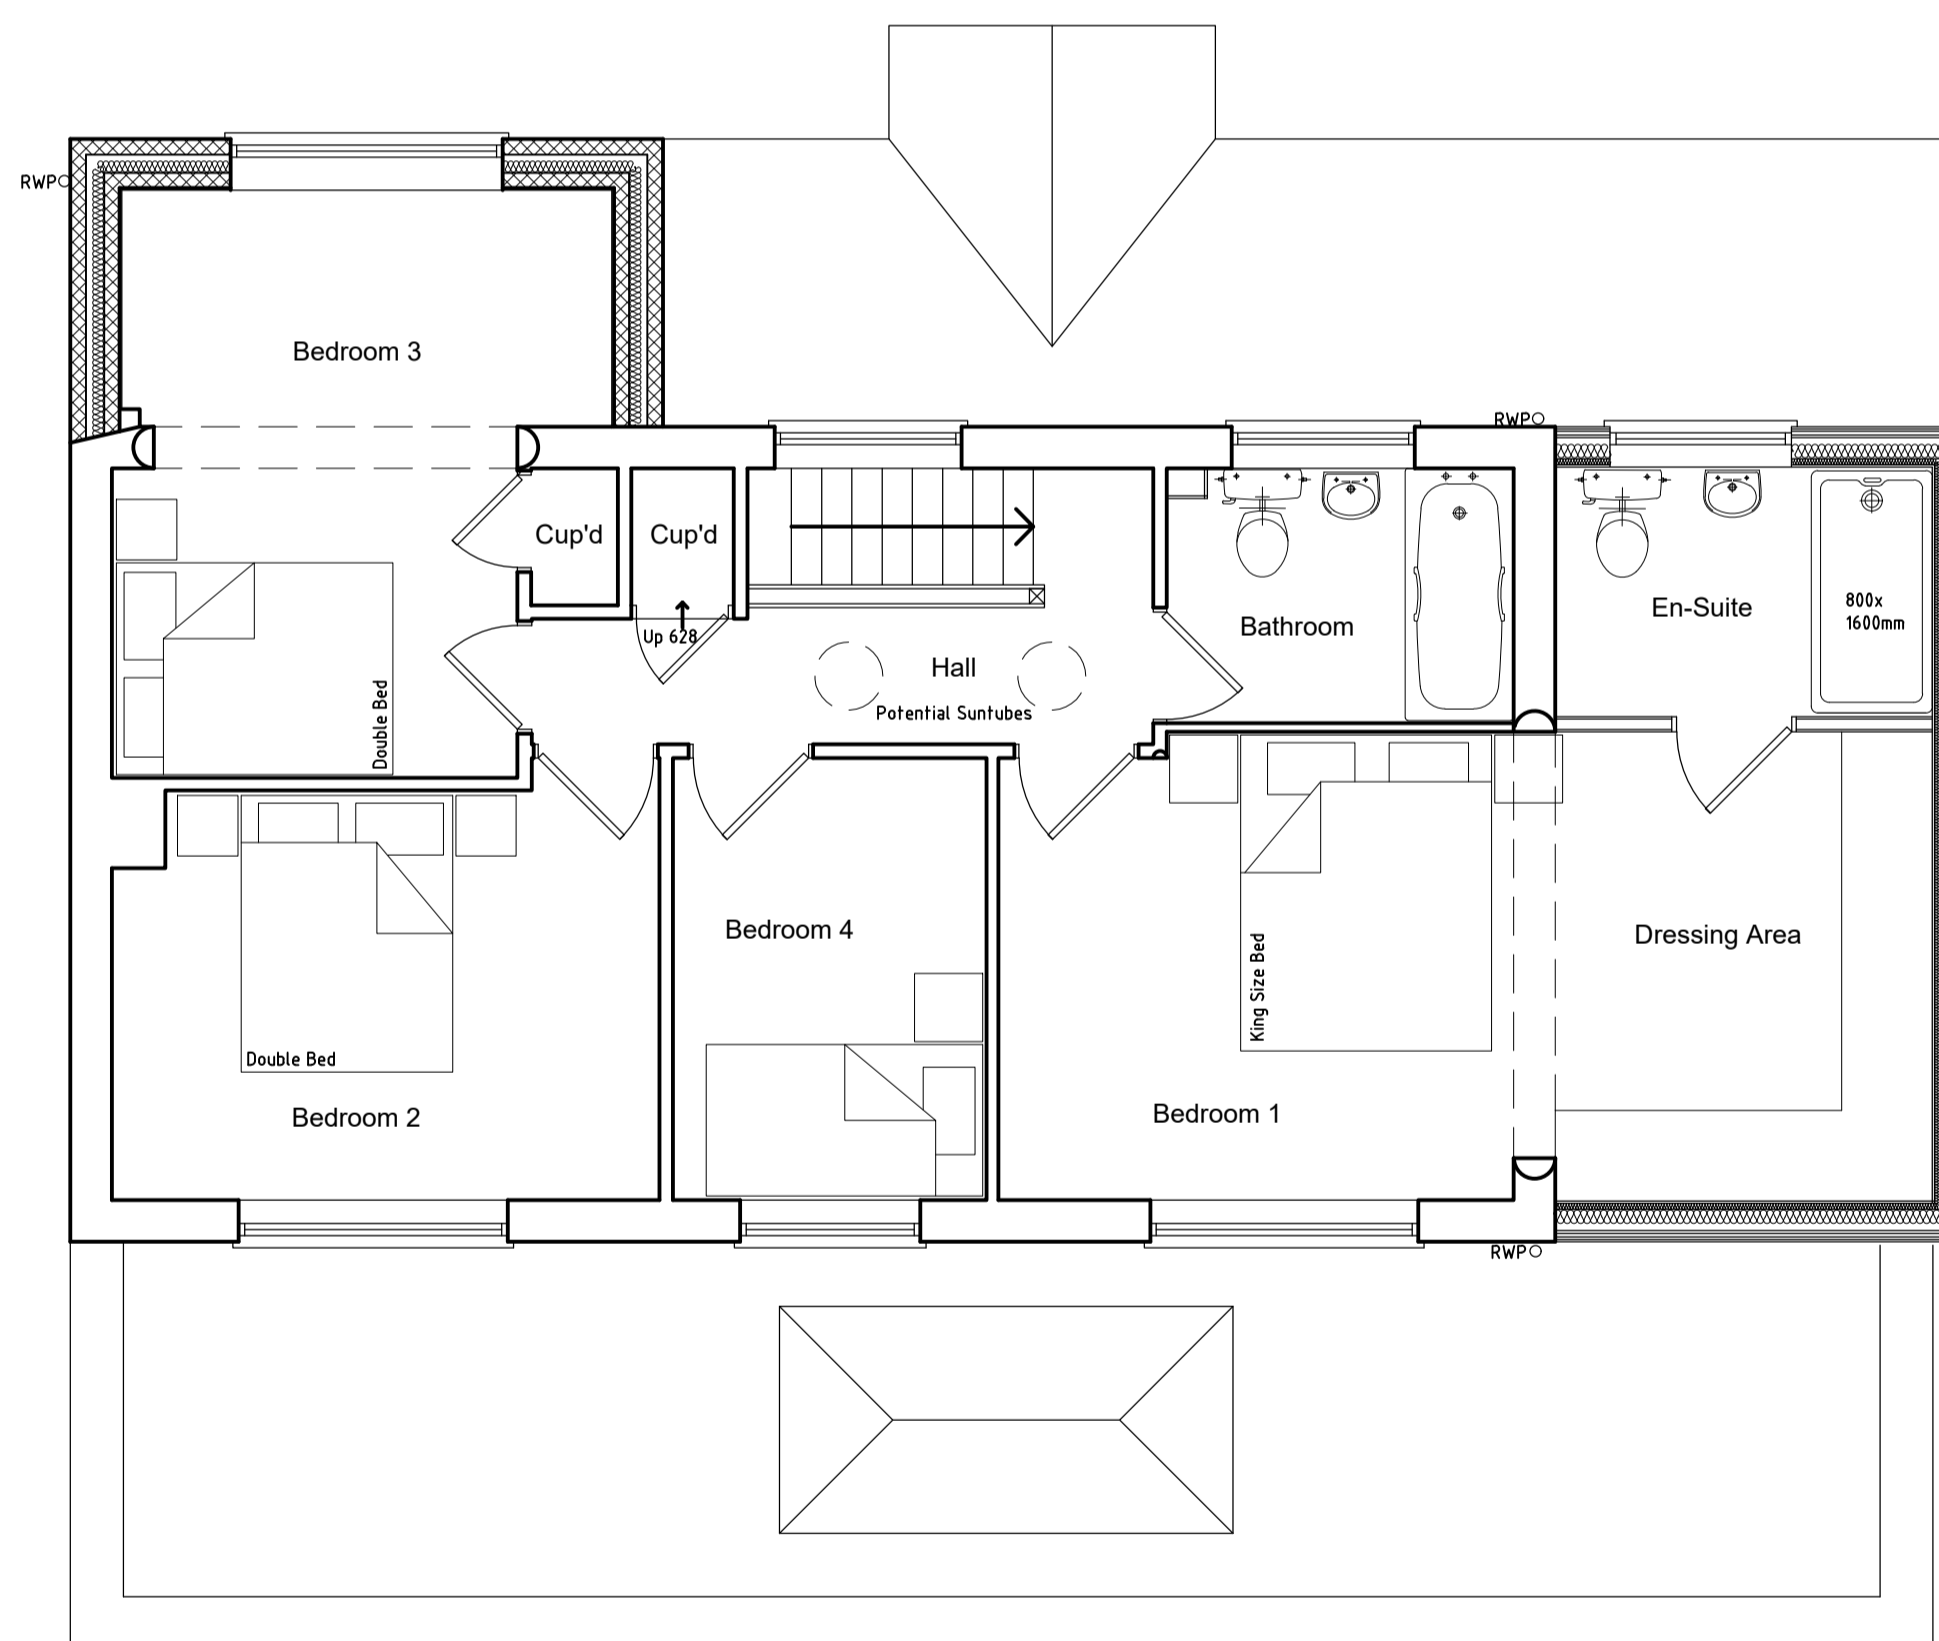 RWP
Bedroom 3
RWP
Cup'd
Cup'd
800x
1600mm
En-Suite
Bathroom
Up 628
Hall
Double Bed
Potential Suntubes
Bedroom 4
Dressing Area
King Size Bed
Double Bed
Bedroom 2
Bedroom 1
RWP